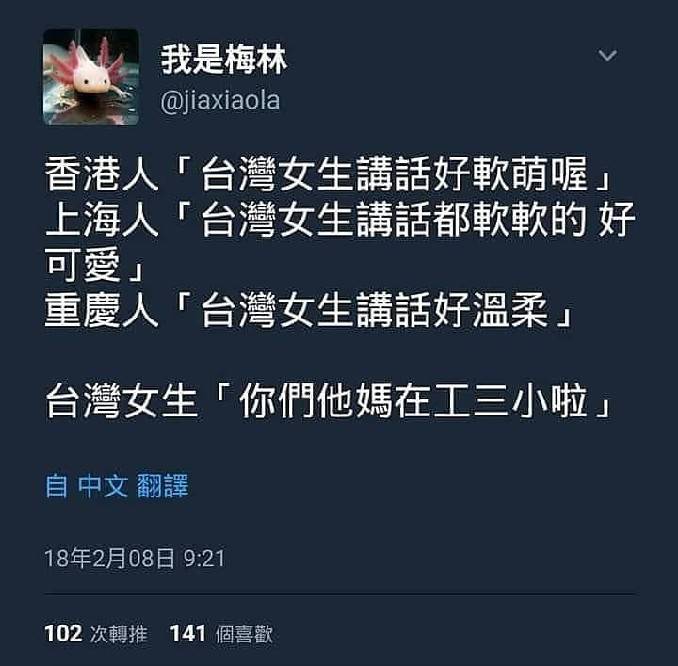 我是梅林
@jiaxiaola
香港人「台灣女生講話好軟萌喔」
上海人「台灣女生講話都軟軟的 好
可愛」
重慶人「台灣女生講話好溫柔」
台灣女生「你們他媽在工三小啦」
自 中文 翻譯
18年2月08日 9:21
102 次轉推 141 個喜歡